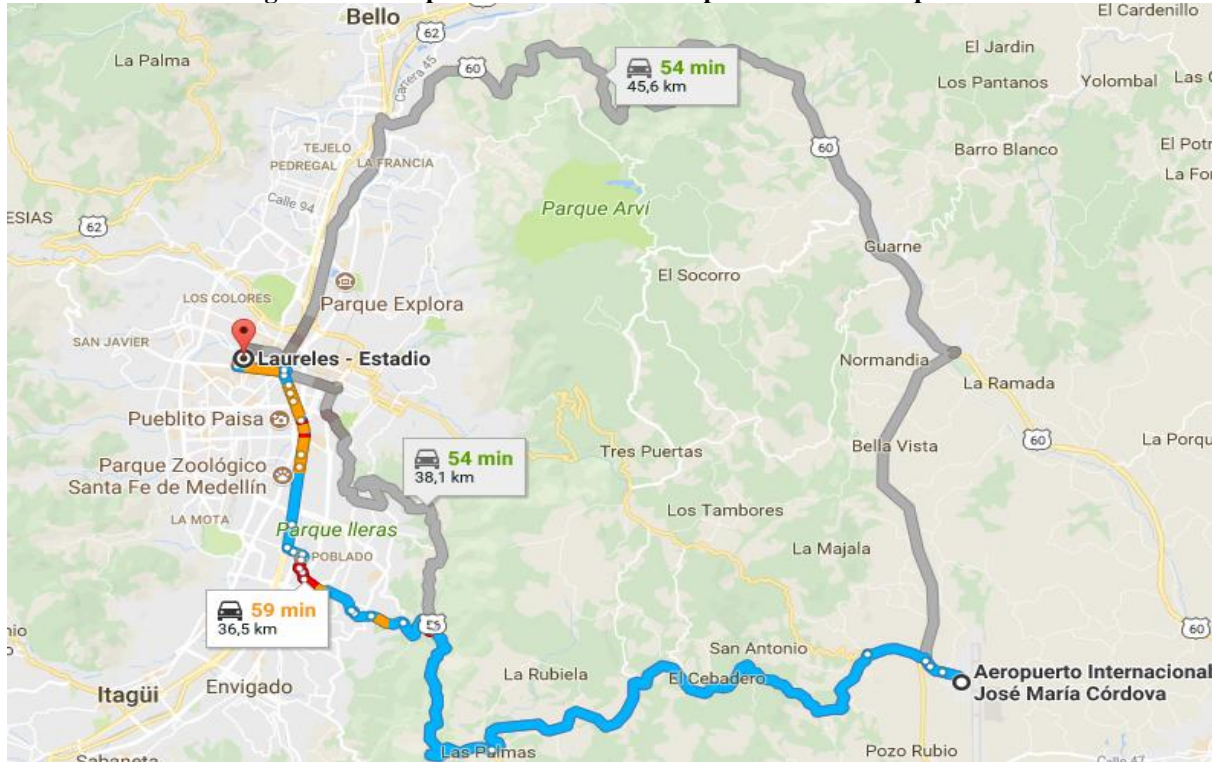 Bello
El Cardenillo
62
La Palma
Carrera 45
60
54 min
45,6 km
El Jardin
Los Pantanos
Yolombal
Las
TEJELO
PEDREGAL
LA FRANCIA
60
Barro Blanco
El Potr
La For
Calle 94
ESIAS
62
Parque Arví
Guarne
El Socorro
LOS COLORES
Parque Explora
SAN JAVIER
Laureles - Estadio
Normandia
La Ramada
Pueblito Paisa
54 min
38,1 km
Tres Puertas
Bella Vista
60
La Porqu
Parque Zoológico
Santa Fe de Medellín
LA MOTA
Los Tambores
Parque lleras
POBLADO
La Majala
59 min
36,5 km
60
nio
San Antonio
La Rubiela
El Cebadero
Aeropuerto Internacional
José María Córdova
Itagüi
Envigado
Las Palmas
Pozo Rubio
Sabaneta
Calle 47